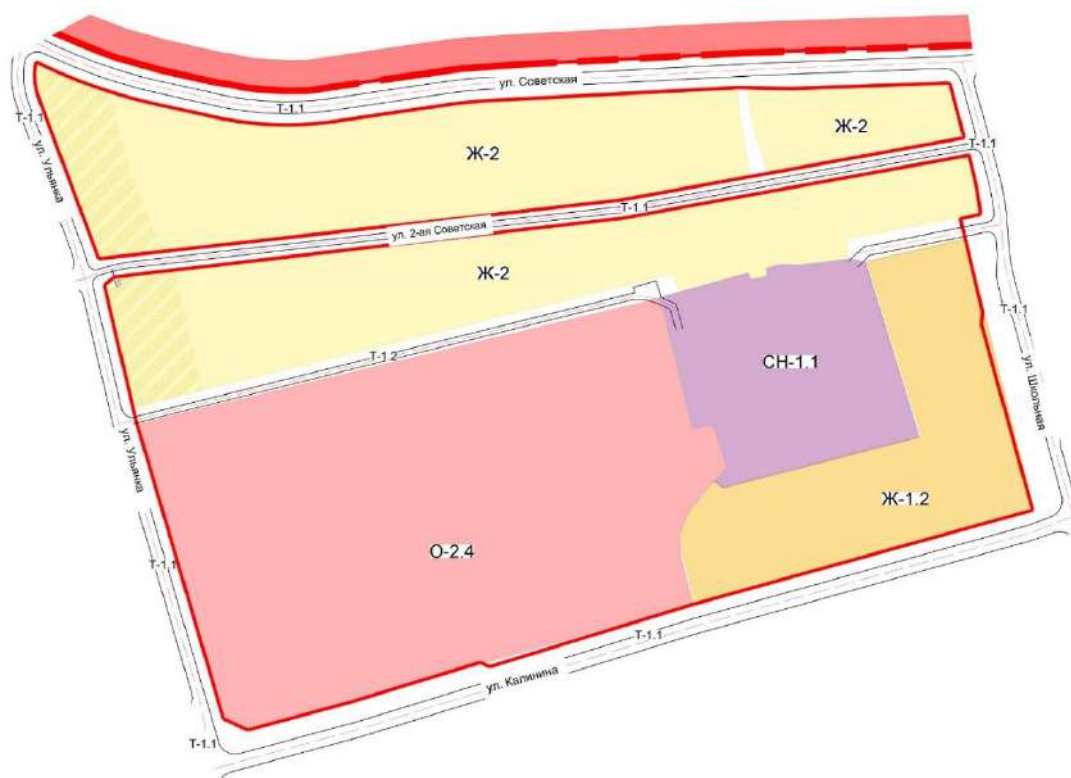 ул. Советская
Т-1.1
Т-1.1
Ж-2
Ж-2
Т-1.1
ул. Ульянка
Т-1.1
ул. 2-ая Советская
Ж-2
Т-1.1
Т-1.2
СН-1.1
ул. Школьная
ул. Ульянка
Ж-1.2
О-2.4
Т-1.1
Т-1.1
ул. Калинина
Т-1.1